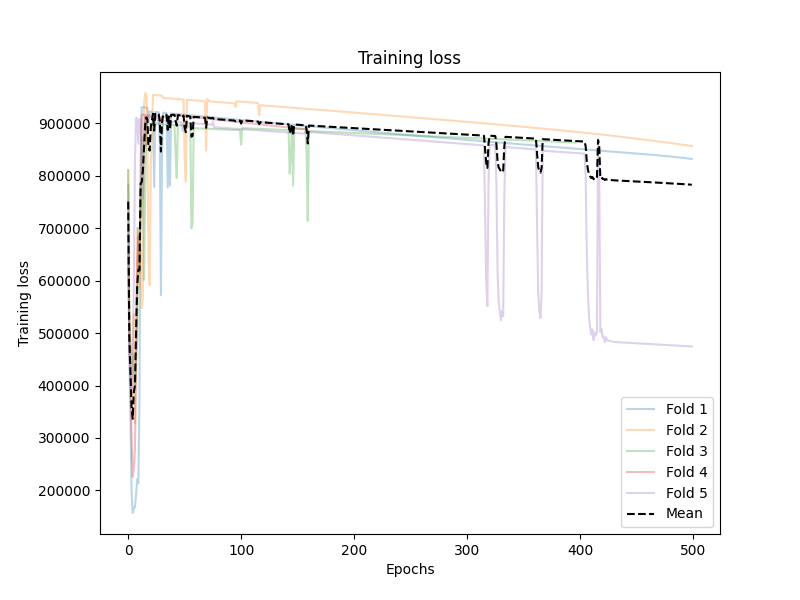 Training loss
Training loss
900000
800000
700000
600000
500000
400000
300000
200000
0 100 200 300 400 500
Epochs
Fold 1
Fold 2
Fold 3
Fold 4
Fold 5
Mean